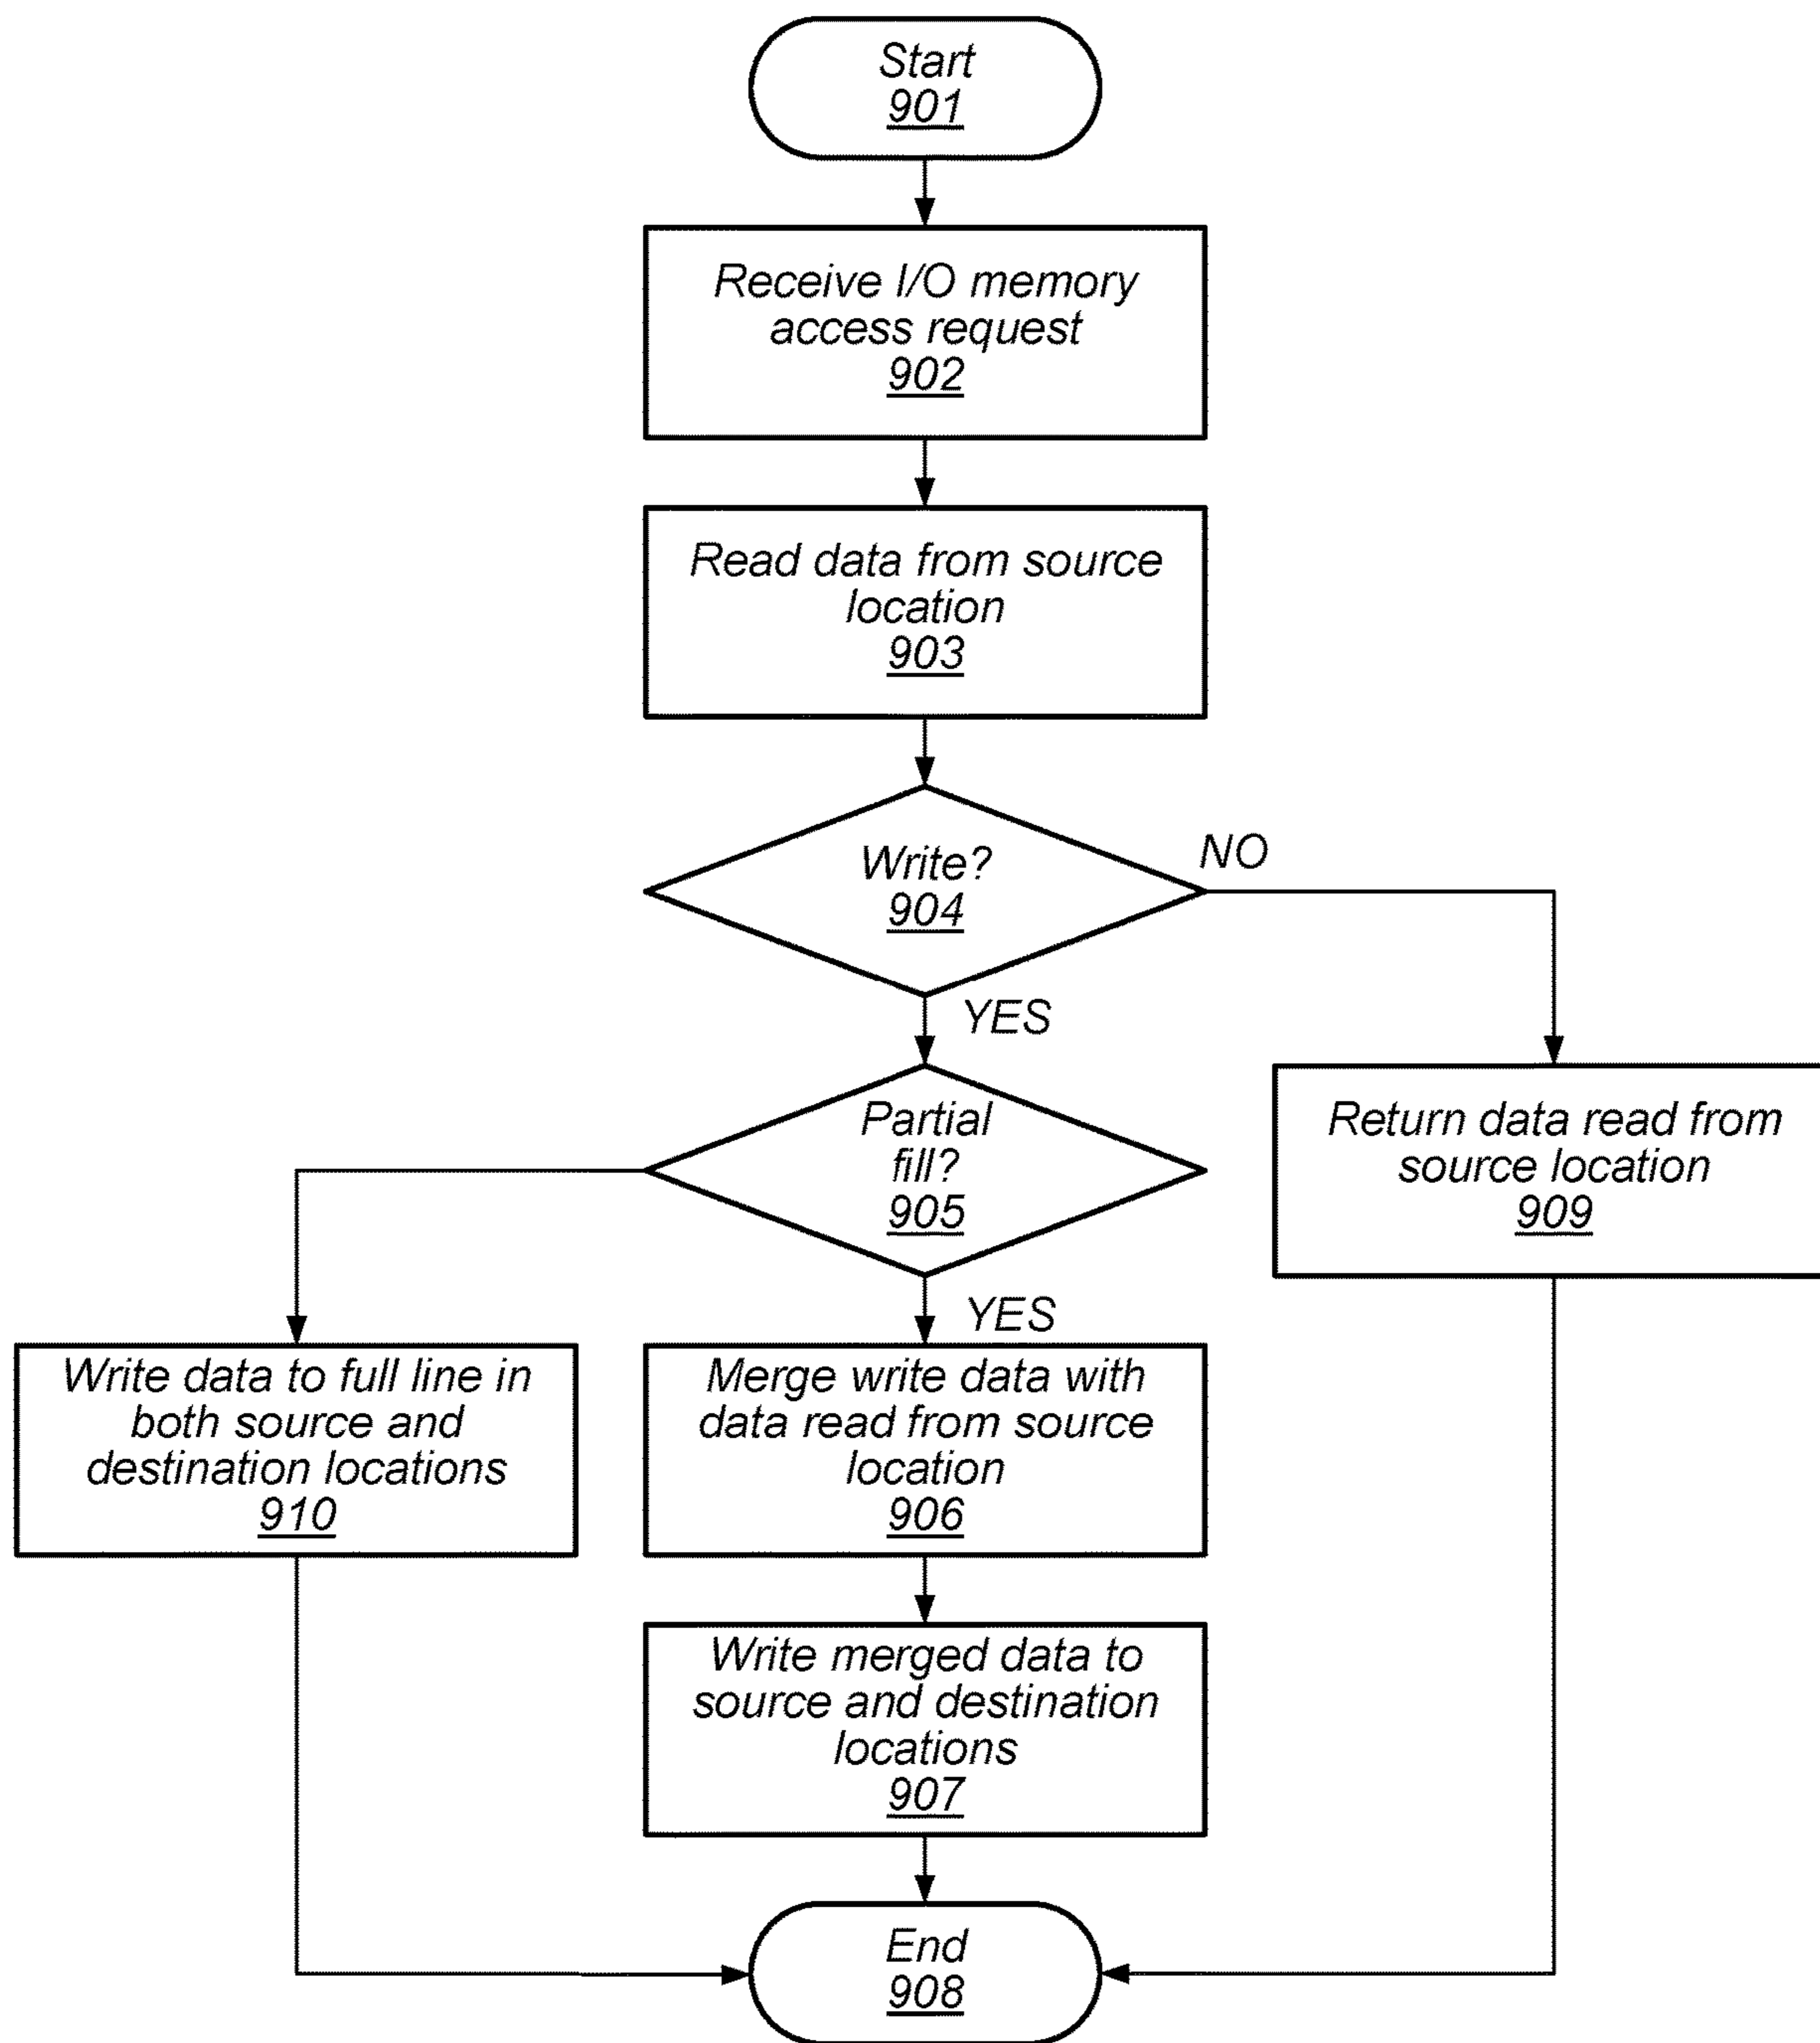 Start
901
Receive I/O memory
access request
902
Read data from source
location
903
Write?
904
NO
YES
Partial
fill?
905
Return data read from
source location
909
YES
Write data to full line in
both source and
destination locations
910
Merge write data with
data read from source
location
906
Write merged data to
source and destination
locations
907
End
908